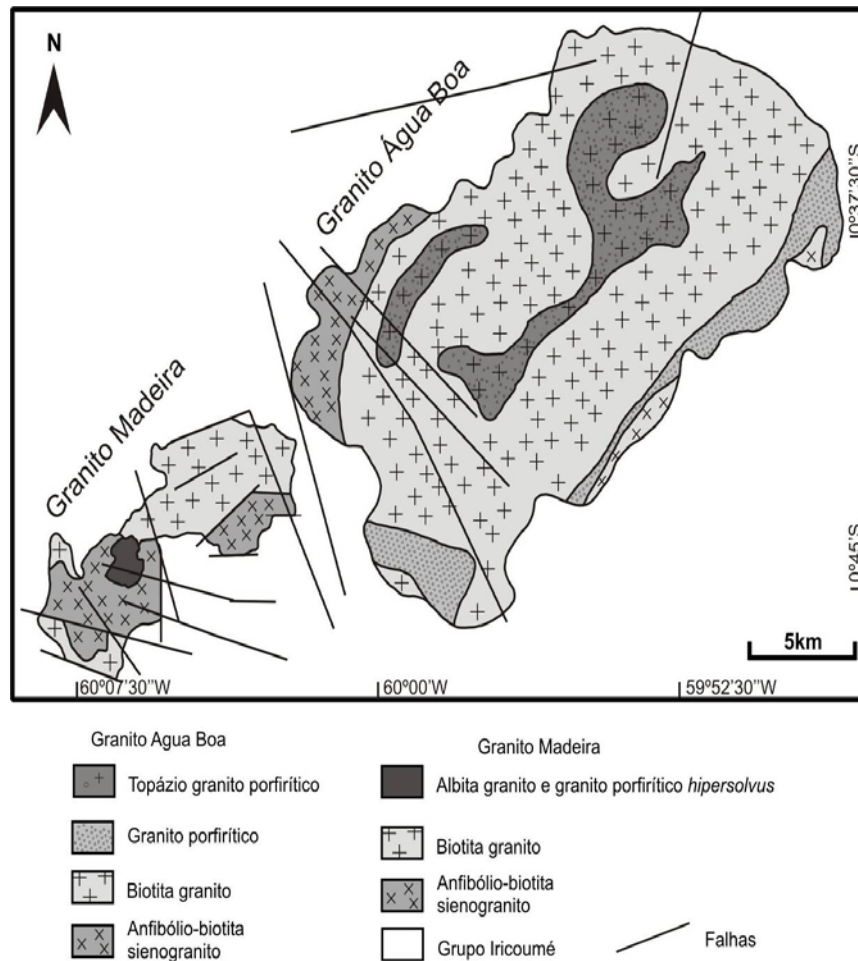 N
Granito Água Boa
Granito Madeira
0°37'30''S
0°45'S
5km
60°07'30''W
60°00'W
59°52'30''W
Granito Agua Boa
Topázio granito porfirítico
Granito porfirítico
Biotita granito
Anfibólio-biotita
sienogranito
Granito Madeira
Albita granito e granito porfirítico hipersolvus
Biotita granito
Anfibólio-biotita
sienogranito
Grupo Iricoumé
Falhas